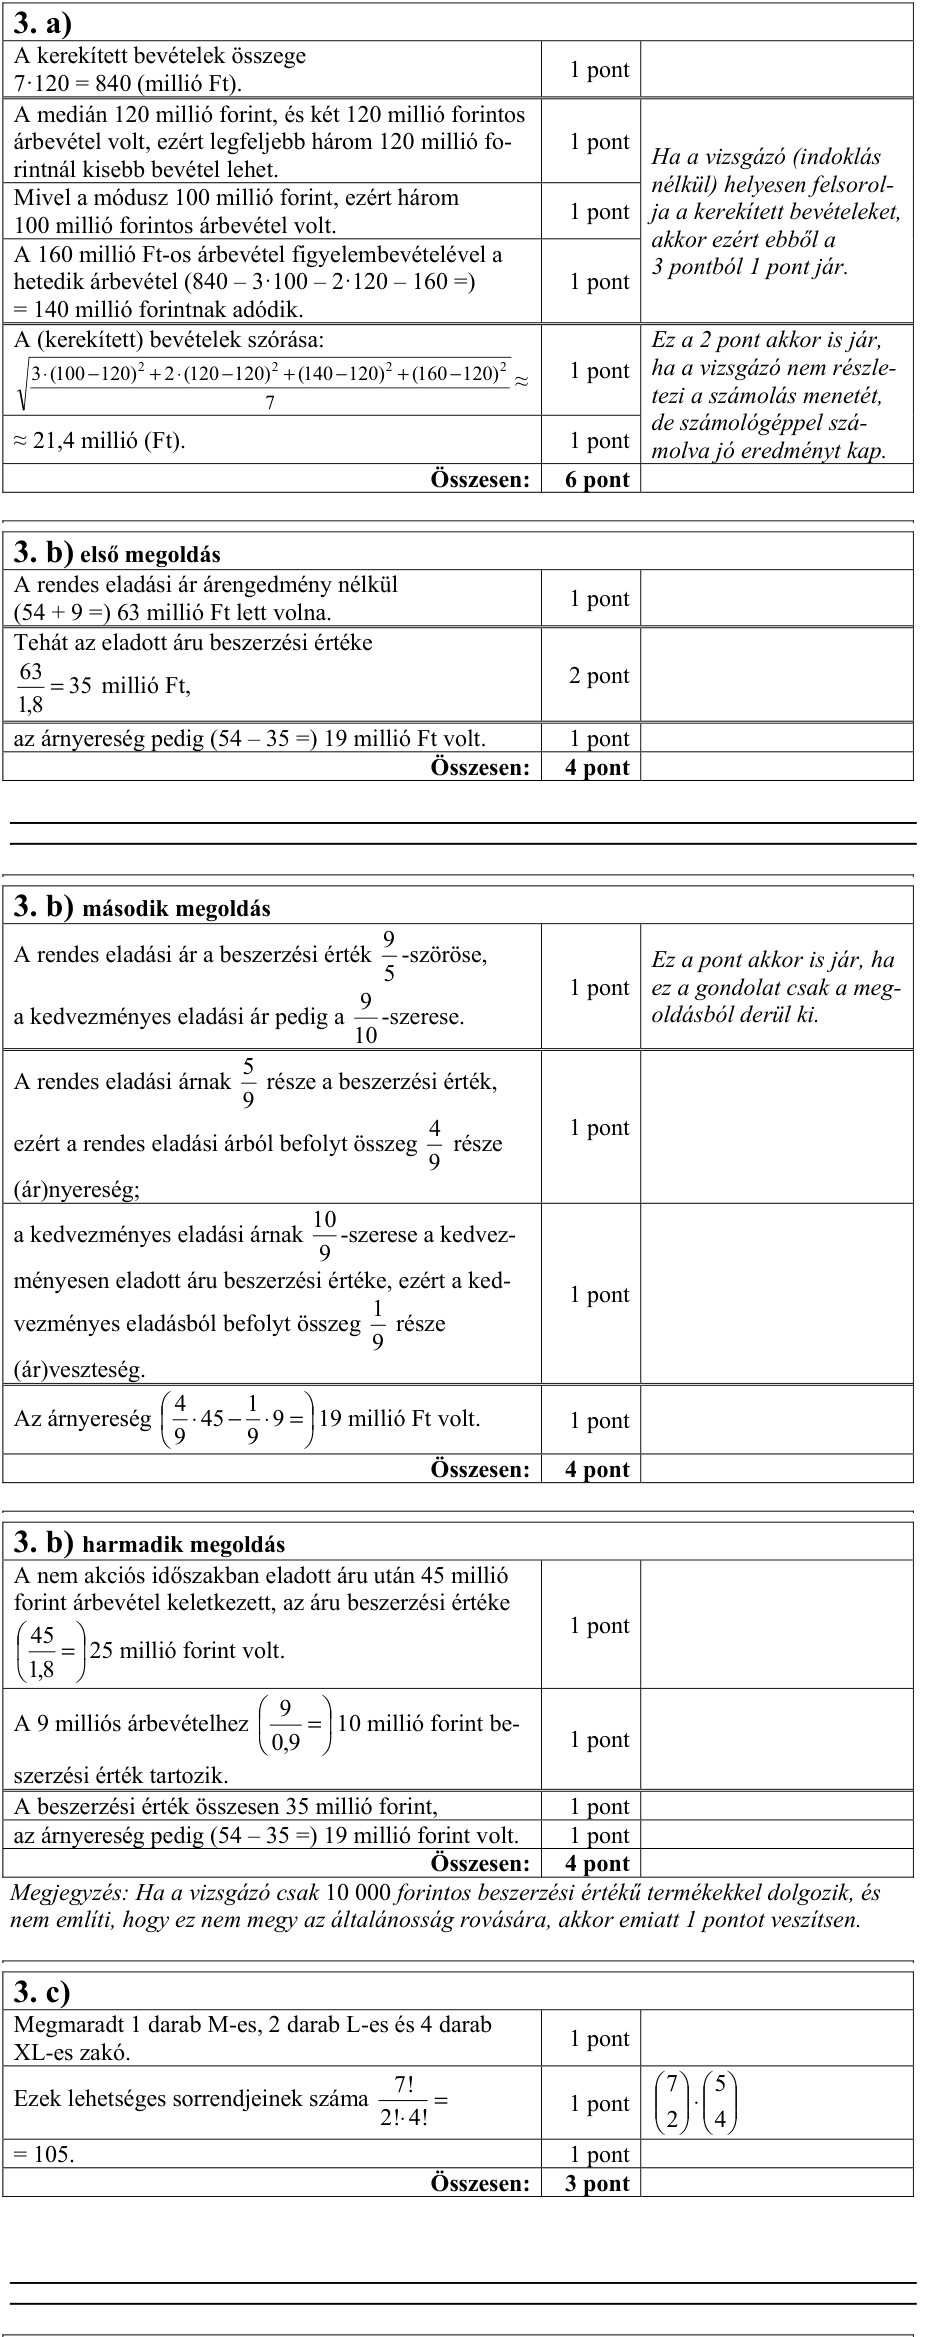 3. a)
A kerekített bevételek összege
7·120 = 840 (millió Ft).
1 pont
A medián 120 millió forint, és két 120 millió forintos
árbevétel volt, ezért legfeljebb három 120 millió fo-
rintnál kisebb bevétel lehet.
1 pont
Ha a vizsgázó (indoklás
nélkül) helyesen felsorol-
ja a kerekített bevételeket,
akkor ezért ebből a
3 pontból 1 pont jár.
Mivel a módusz 100 millió forint, ezért három
100 millió forintos árbevétel volt.
1 pont
A 160 millió Ft-os árbevétel figyelembevételével a
hetedik árbevétel (840 – 3·100 – 2·120 – 160 =)
= 140 millió forintnak adódik.
1 pont
A (kerekített) bevételek szórása:
√((3·(100−120)² + 2·(120−120)² + (140−120)² + (160−120)²)/7) ≈
1 pont
Ez a 2 pont akkor is jár,
ha a vizsgázó nem részle-
tezi a számolás menetét,
de számológéppel szá-
molva jó eredményt kap.
≈ 21,4 millió (Ft).
1 pont
Összesen: 6 pont
3. b) első megoldás
A rendes eladási ár árengedmény nélkül
(54 + 9 =) 63 millió Ft lett volna.
1 pont
Tehát az eladott áru beszerzési értéke
63/1,8 = 35 millió Ft,
2 pont
az árnyereség pedig (54 – 35 =) 19 millió Ft volt.
1 pont
Összesen: 4 pont
3. b) második megoldás
A rendes eladási ár a beszerzési érték 9/5-szöröse,
a kedvezményes eladási ár pedig a 9/10-szerese.
1 pont
Ez a pont akkor is jár, ha
ez a gondolat csak a meg-
oldásból derül ki.
A rendes eladási árnak 5/9 része a beszerzési érték,
ezért a rendes eladási árból befolyt összeg 4/9 része
(ár)nyereség;
1 pont
a kedvezményes eladási árnak 10/9-szerese a kedvez-
ményesen eladott áru beszerzési értéke, ezért a ked-
vezményes eladásból befolyt összeg 1/9 része
(ár)veszteség.
1 pont
Az árnyereség (4/9 · 45 − 1/9 · 9 =) 19 millió Ft volt.
1 pont
Összesen: 4 pont
3. b) harmadik megoldás
A nem akciós időszakban eladott áru után 45 millió
forint árbevétel keletkezett, az áru beszerzési értéke
(45/1,8 =) 25 millió forint volt.
1 pont
A 9 milliós árbevételhez (9/0,9 =) 10 millió forint be-
szerzési érték tartozik.
1 pont
A beszerzési érték összesen 35 millió forint,
1 pont
az árnyereség pedig (54 – 35 =) 19 millió forint volt.
1 pont
Összesen: 4 pont
Megjegyzés: Ha a vizsgázó csak 10 000 forintos beszerzési értékű termékekkel dolgozik, és
nem említi, hogy ez nem megy az általánosság rovására, akkor emiatt 1 pontot veszítsen.
3. c)
Megmaradt 1 darab M-es, 2 darab L-es és 4 darab
XL-es zakó.
1 pont
Ezek lehetséges sorrendjeinek száma 7!/(2!·4!) =
1 pont
(7 2)·(5 4)
= 105.
1 pont
Összesen: 3 pont